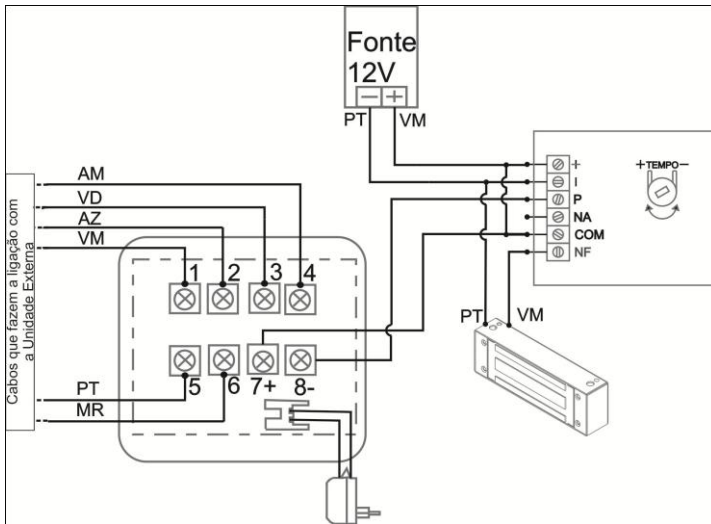 Fonte
12V
− +
PT VM
+
I
P
NA
COM
NF
+TEMPO−
Cabos que fazem a ligação com
a Unidade Externa
AM
VD
AZ
VM
1 2 3 4
5 6 7+ 8-
PT
MR
PT VM